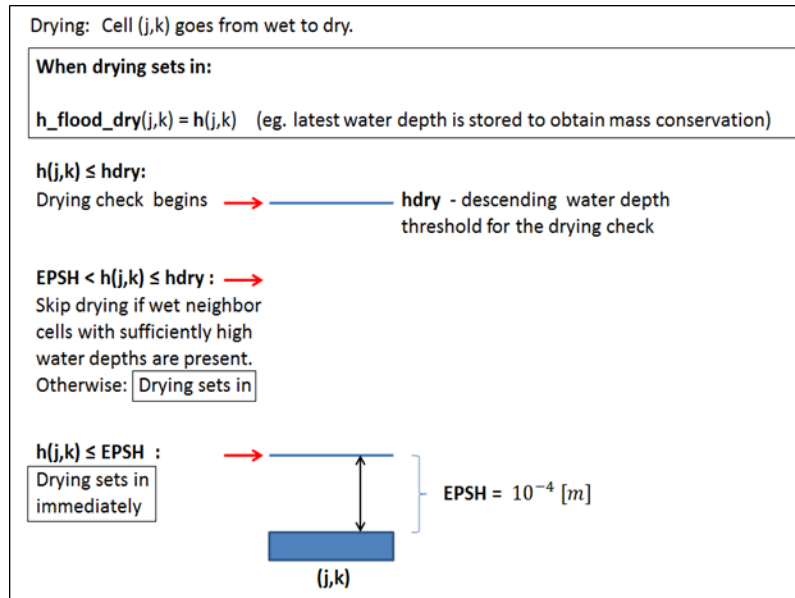 Drying: Cell (j,k) goes from wet to dry.
When drying sets in:
h_flood_dry(j,k) = h(j,k) (eg. latest water depth is stored to obtain mass conservation)
h(j,k) ≤ hdry:
Drying check begins
hdry - descending water depth
threshold for the drying check
EPSH < h(j,k) ≤ hdry :
Skip drying if wet neighbor
cells with sufficiently high
water depths are present.
Otherwise: Drying sets in
h(j,k) ≤ EPSH :
Drying sets in
immediately
EPSH = 10⁻⁴ [m]
(j,k)